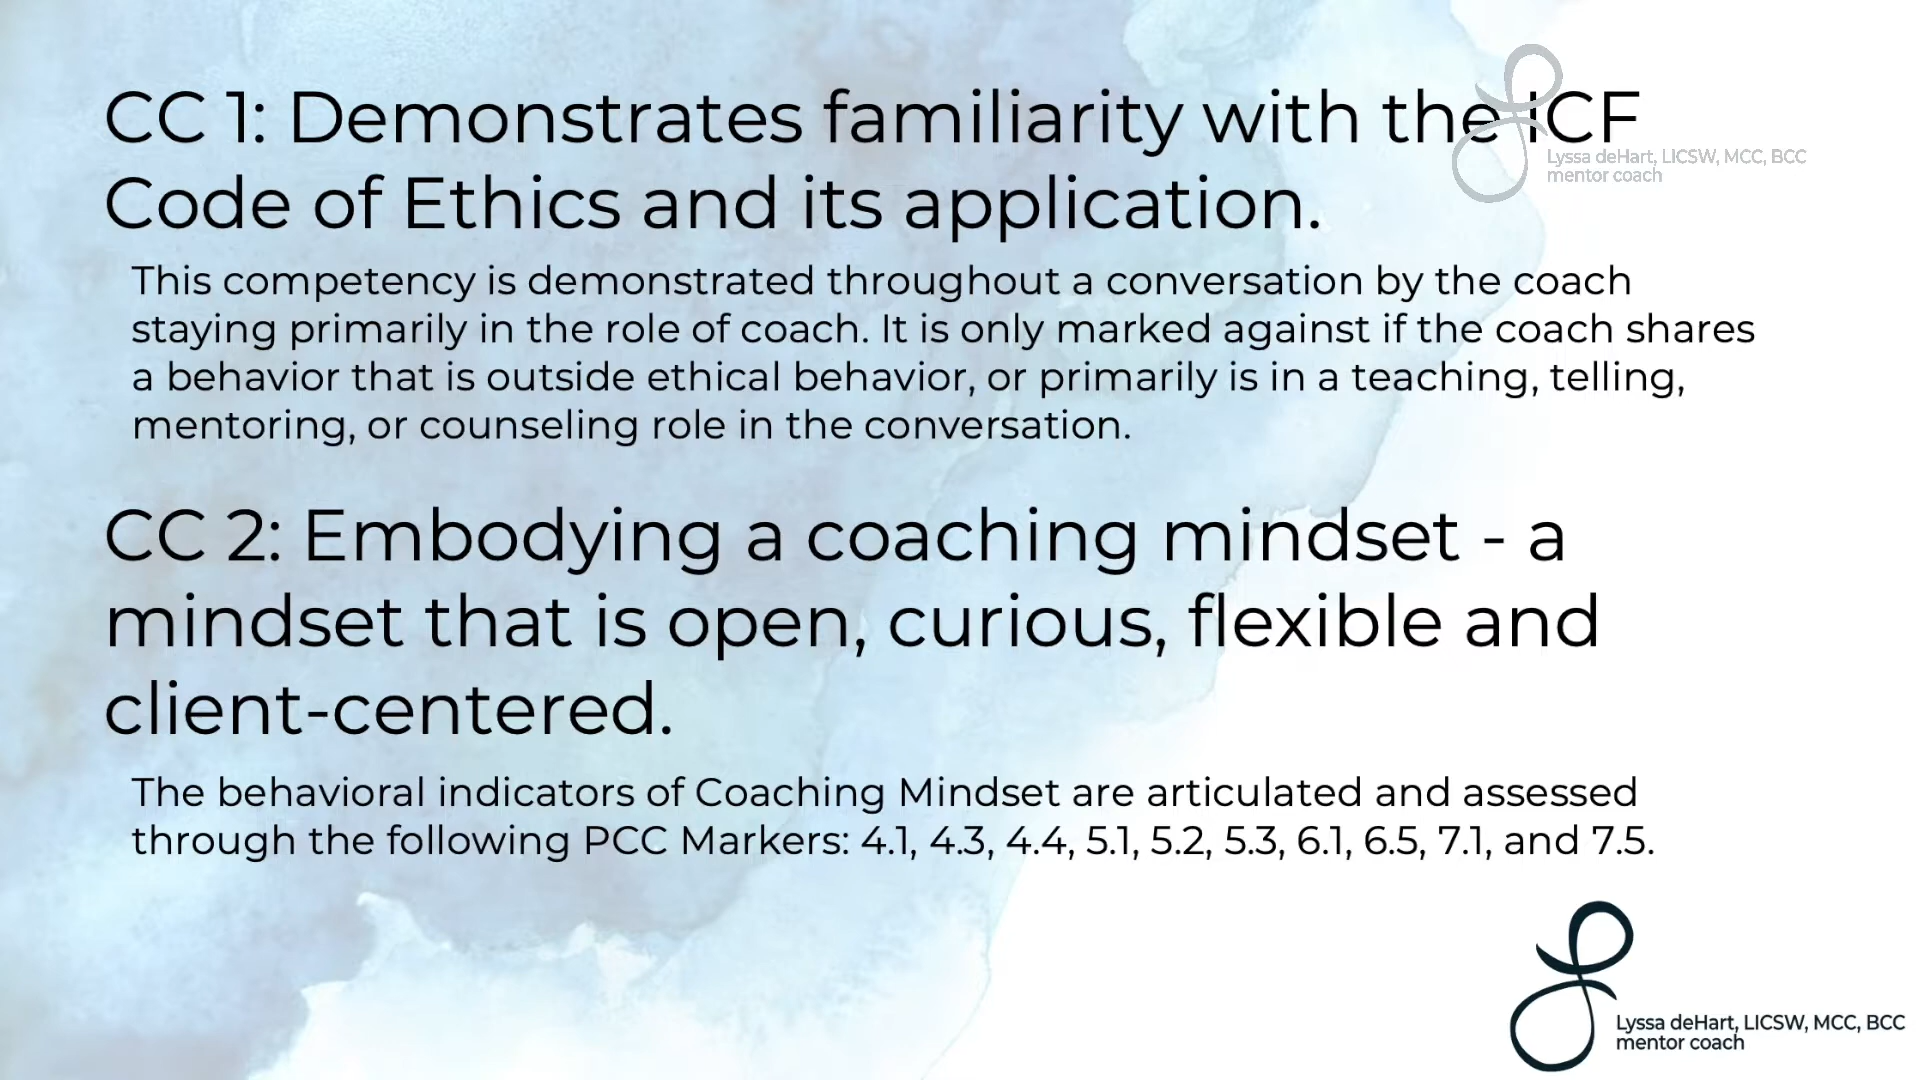 CC 1: Demonstrates familiarity with the ICF
Code of Ethics and its application.
Lyssa deHart, LICSW, MCC, BCC
mentor coach
This competency is demonstrated throughout a conversation by the coach
staying primarily in the role of coach. It is only marked against if the coach shares
a behavior that is outside ethical behavior, or primarily is in a teaching, telling,
mentoring, or counseling role in the conversation.
CC 2: Embodying a coaching mindset - a
mindset that is open, curious, flexible and
client-centered.
The behavioral indicators of Coaching Mindset are articulated and assessed
through the following PCC Markers: 4.1, 4.3, 4.4, 5.1, 5.2, 5.3, 6.1, 6.5, 7.1, and 7.5.
Lyssa deHart, LICSW, MCC, BCC
mentor coach